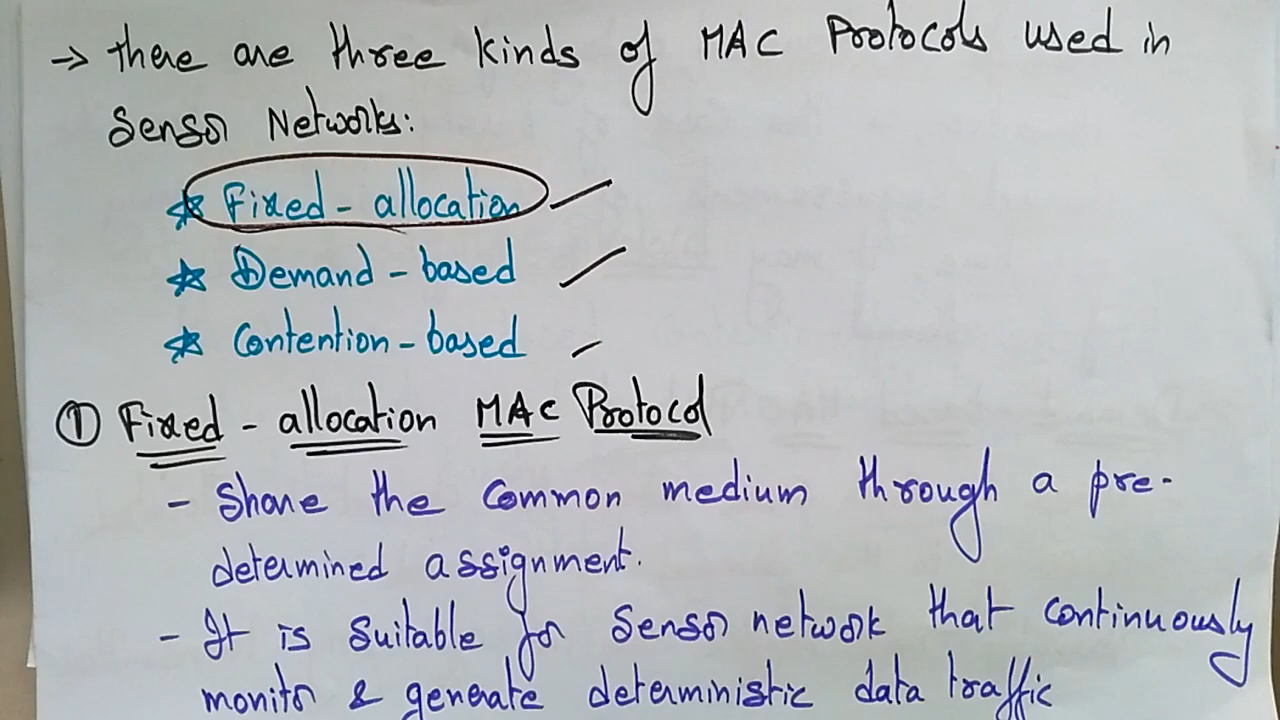 → there are three kinds of MAC Protocols used in
Sensor Networks:
☆ Fixed - allocation
☆ Demand - based
☆ Contention - based
① Fixed - allocation MAC Protocol
- Share the Common medium through a pre-
determined assignment.
- It is suitable for Sensor network that continuously
monitor & generate deterministic data traffic